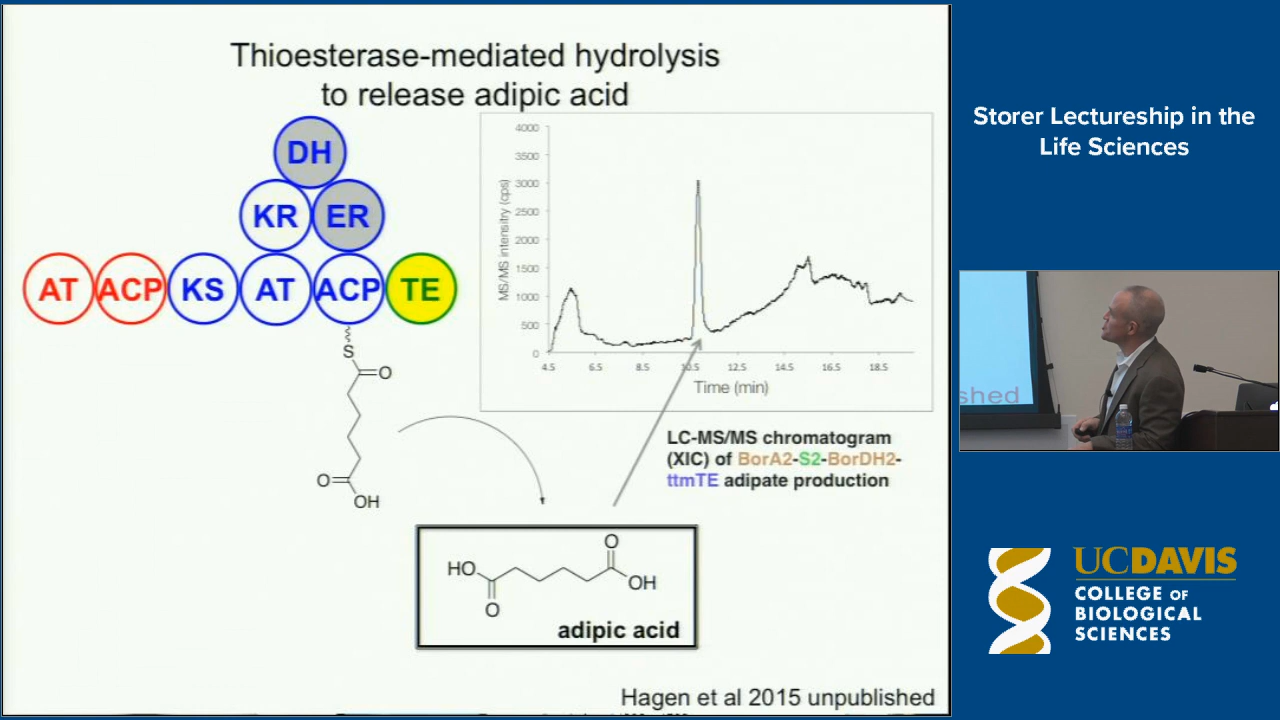 Thioesterase-mediated hydrolysis
to release adipic acid
DH
KR
ER
AT
ACP
KS
AT
ACP
TE
S
O
O
OH
4000
3500
3000
2500
2000
1500
1000
500
0
MS/MS intensitry (cps)
4.5
6.5
8.5
10.5
12.5
14.5
16.5
18.5
Time (min)
LC-MS/MS chromatogram
(XIC) of BorA2-S2-BorDH2-
ttmTE adipate production
O
HO
OH
O
adipic acid
Hagen et al 2015 unpublished
Storer Lectureship in the
Life Sciences
shed
UCDAVIS
COLLEGE OF
BIOLOGICAL
SCIENCES